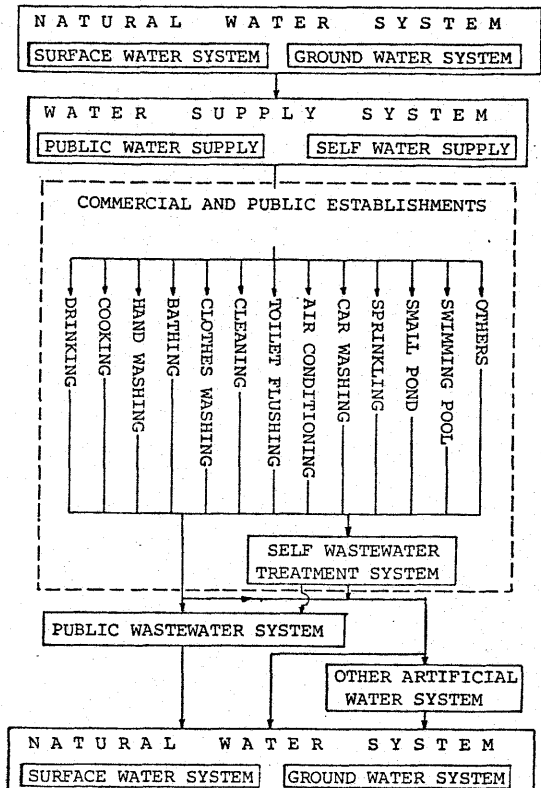 NATURAL WATER SYSTEM
SURFACE WATER SYSTEM GROUND WATER SYSTEM
WATER SUPPLY SYSTEM
PUBLIC WATER SUPPLY SELF WATER SUPPLY
COMMERCIAL AND PUBLIC ESTABLISHMENTS
DRINKING
COOKING
HAND WASHING
BATHING
CLOTHES WASHING
CLEANING
TOILET FLUSHING
AIR CONDITIONING
CAR WASHING
SPRINKLING
SMALL POND
SWIMMING POOL
OTHERS
SELF WASTEWATER
TREATMENT SYSTEM
PUBLIC WASTEWATER SYSTEM
OTHER ARTIFICIAL
WATER SYSTEM
NATURAL WATER SYSTEM
SURFACE WATER SYSTEM GROUND WATER SYSTEM